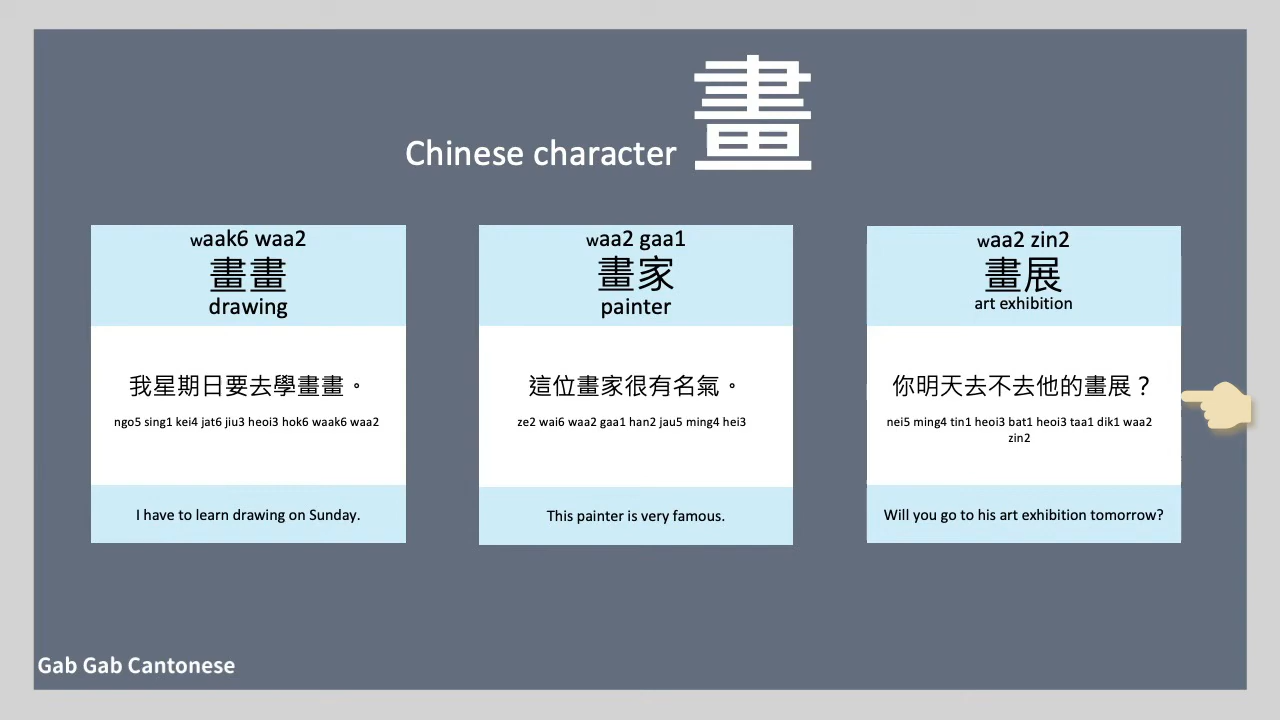 Chinese character 畫
waak6 waa2
畫畫
drawing
我星期日要去學畫畫。
ngo5 sing1 kei4 jat6 jiu3 heoi3 hok6 waak6 waa2
I have to learn drawing on Sunday.
waa2 gaa1
畫家
painter
這位畫家很有名氣。
ze2 wai6 waa2 gaa1 han2 jau5 ming4 hei3
This painter is very famous.
waa2 zin2
畫展
art exhibition
你明天去不去他的畫展？
nei5 ming4 tin1 heoi3 bat1 heoi3 taa1 dik1 waa2
zin2
Will you go to his art exhibition tomorrow?
Gab Gab Cantonese